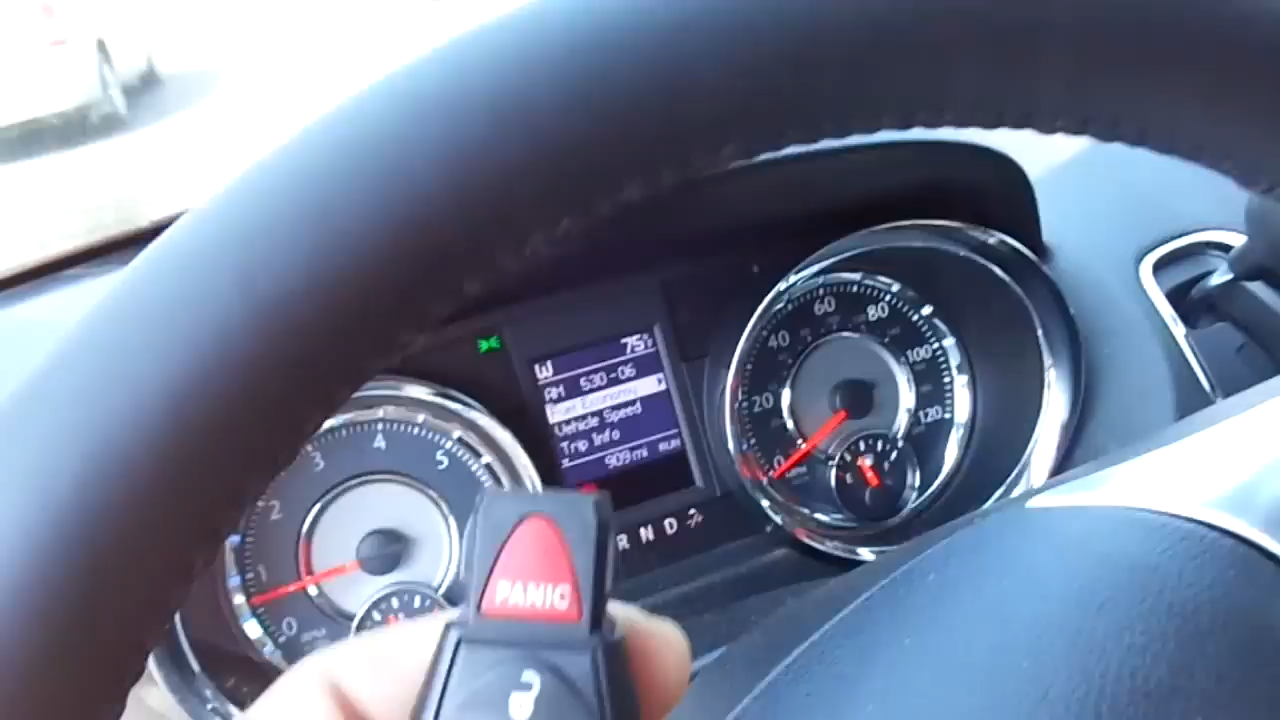 W 75°F
AM 530-06
Fuel Economy
Vehicle Speed
Trip Info
909 mi RUN
0 20 40 60 80 100 120
0 1 2 3 4 5
R N D
PANIC